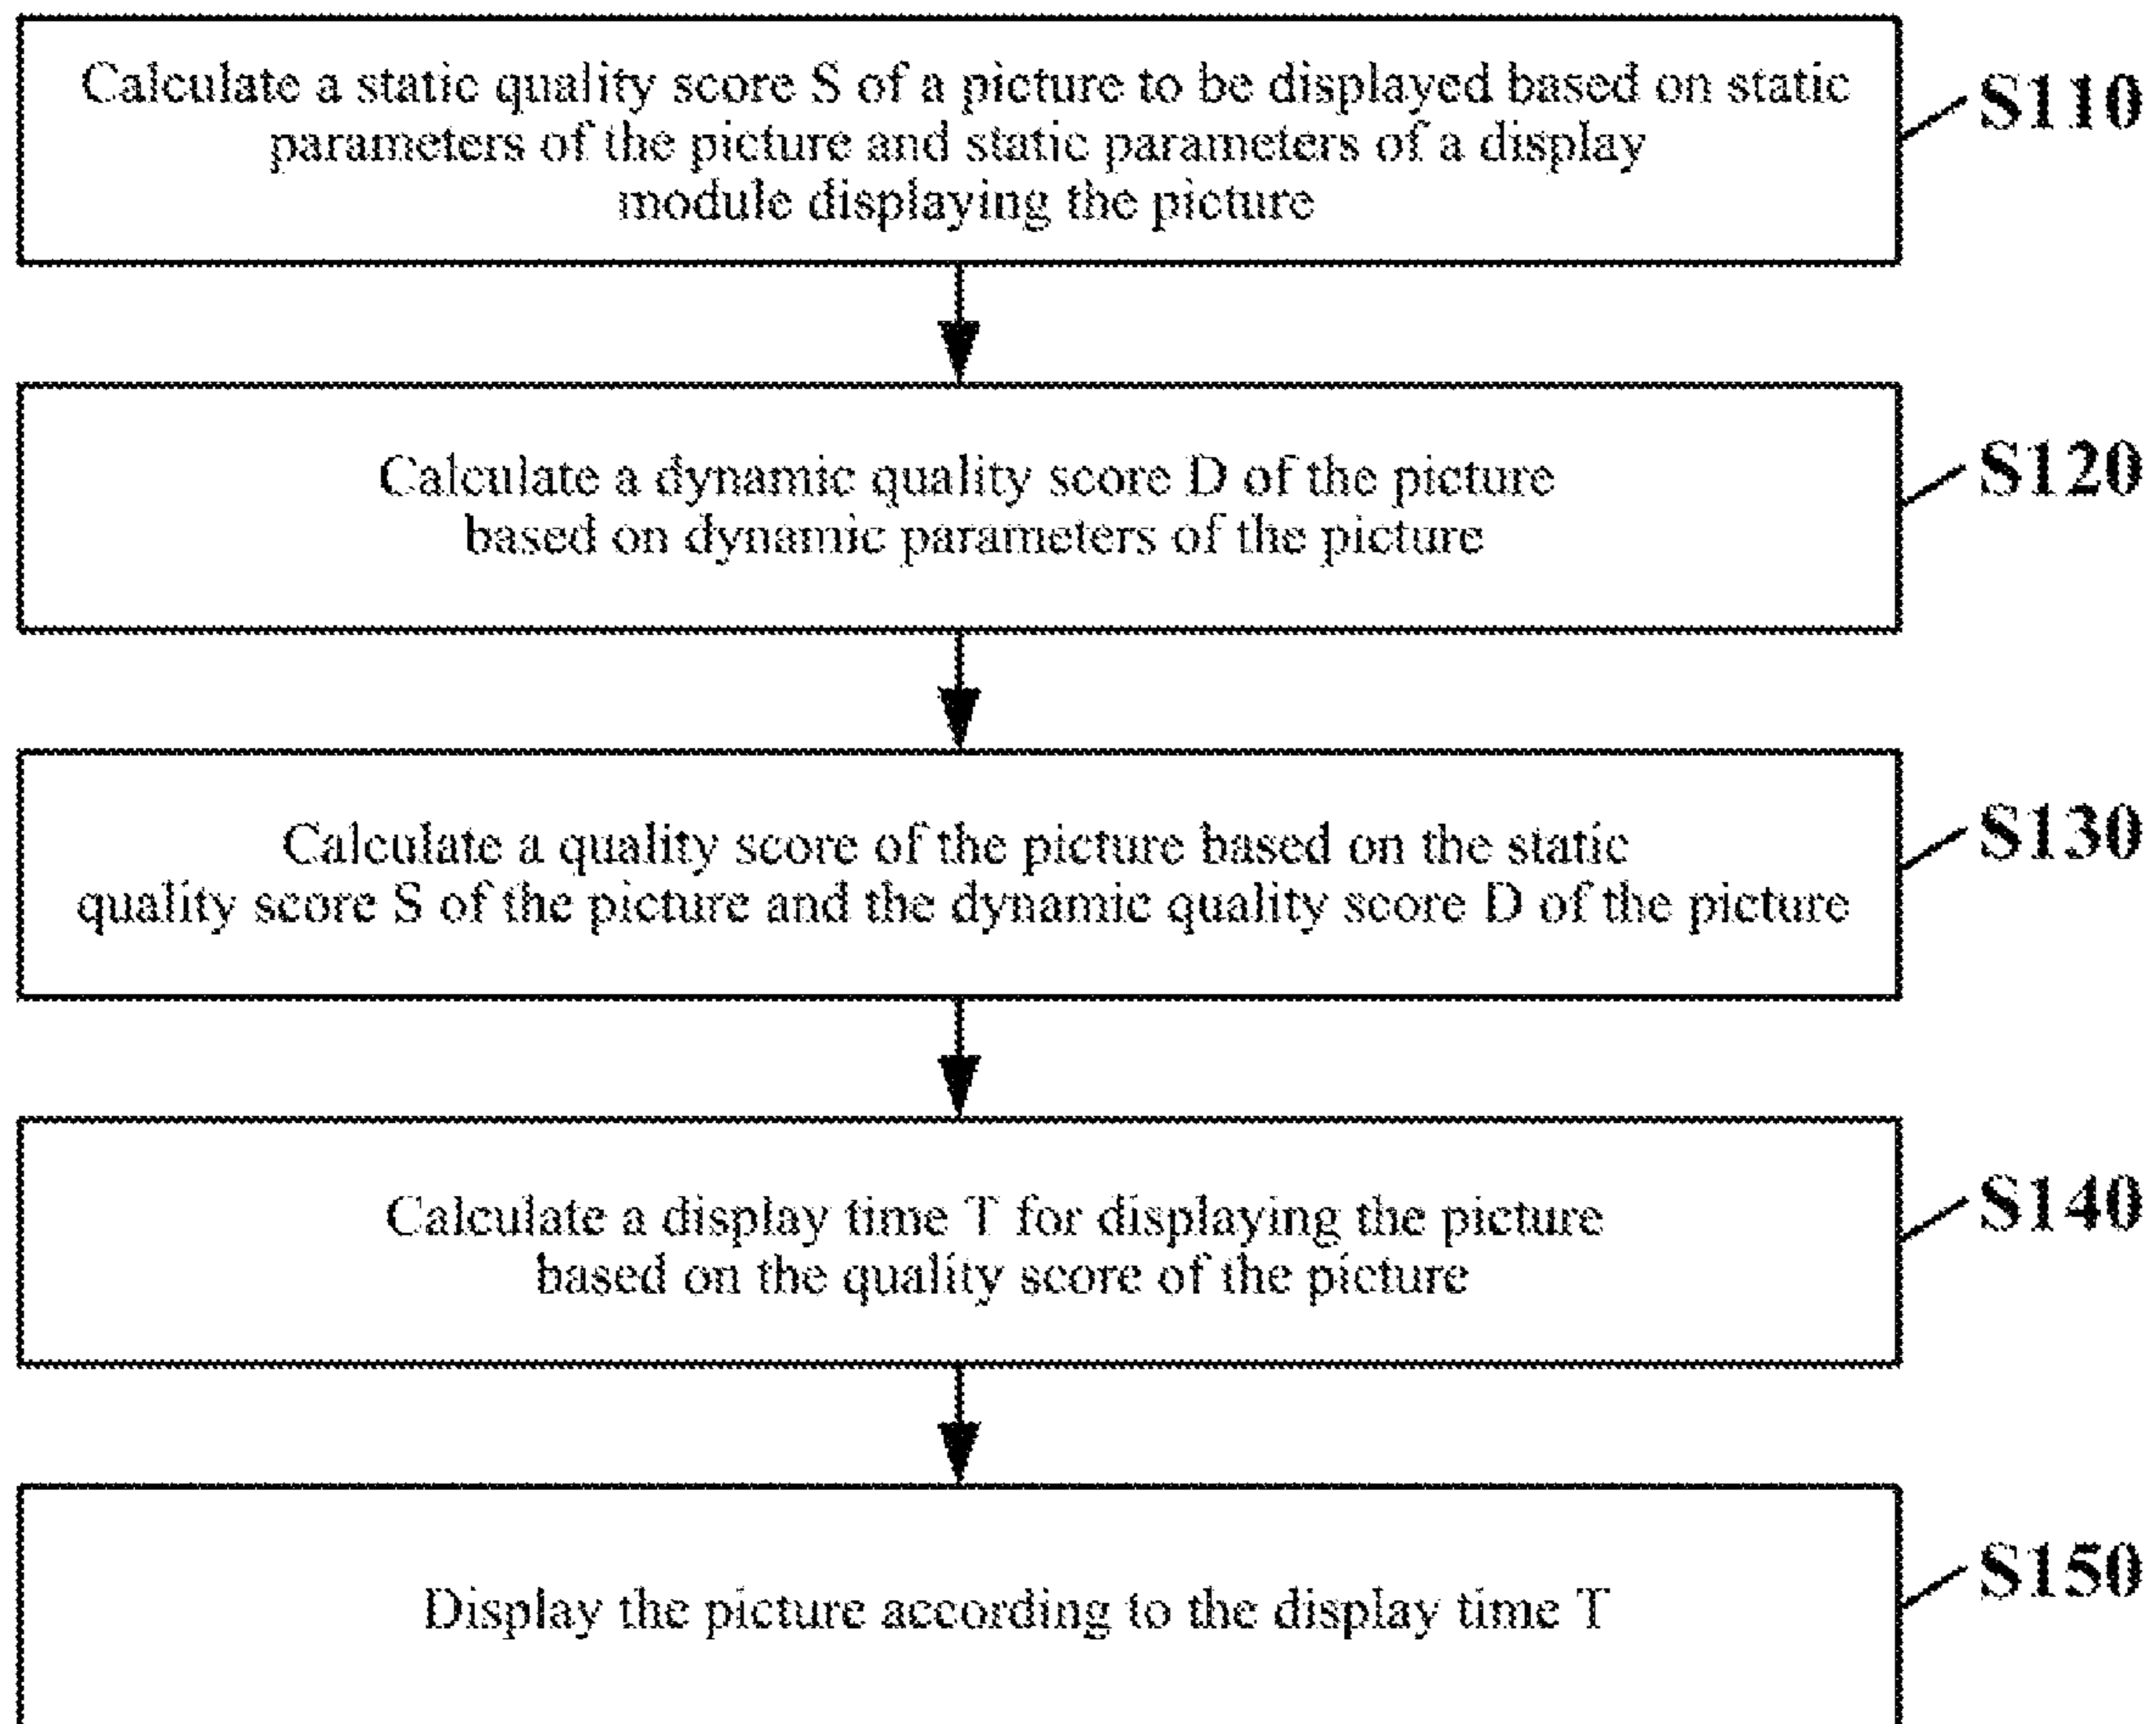 Calculate a static quality score S of a picture to be displayed based on static
parameters of the picture and static parameters of a display
module displaying the picture
S110
Calculate a dynamic quality score D of the picture
based on dynamic parameters of the picture
S120
Calculate a quality score of the picture based on the static
quality score S of the picture and the dynamic quality score D of the picture
S130
Calculate a display time T for displaying the picture
based on the quality score of the picture
S140
Display the picture according to the display time T
S150